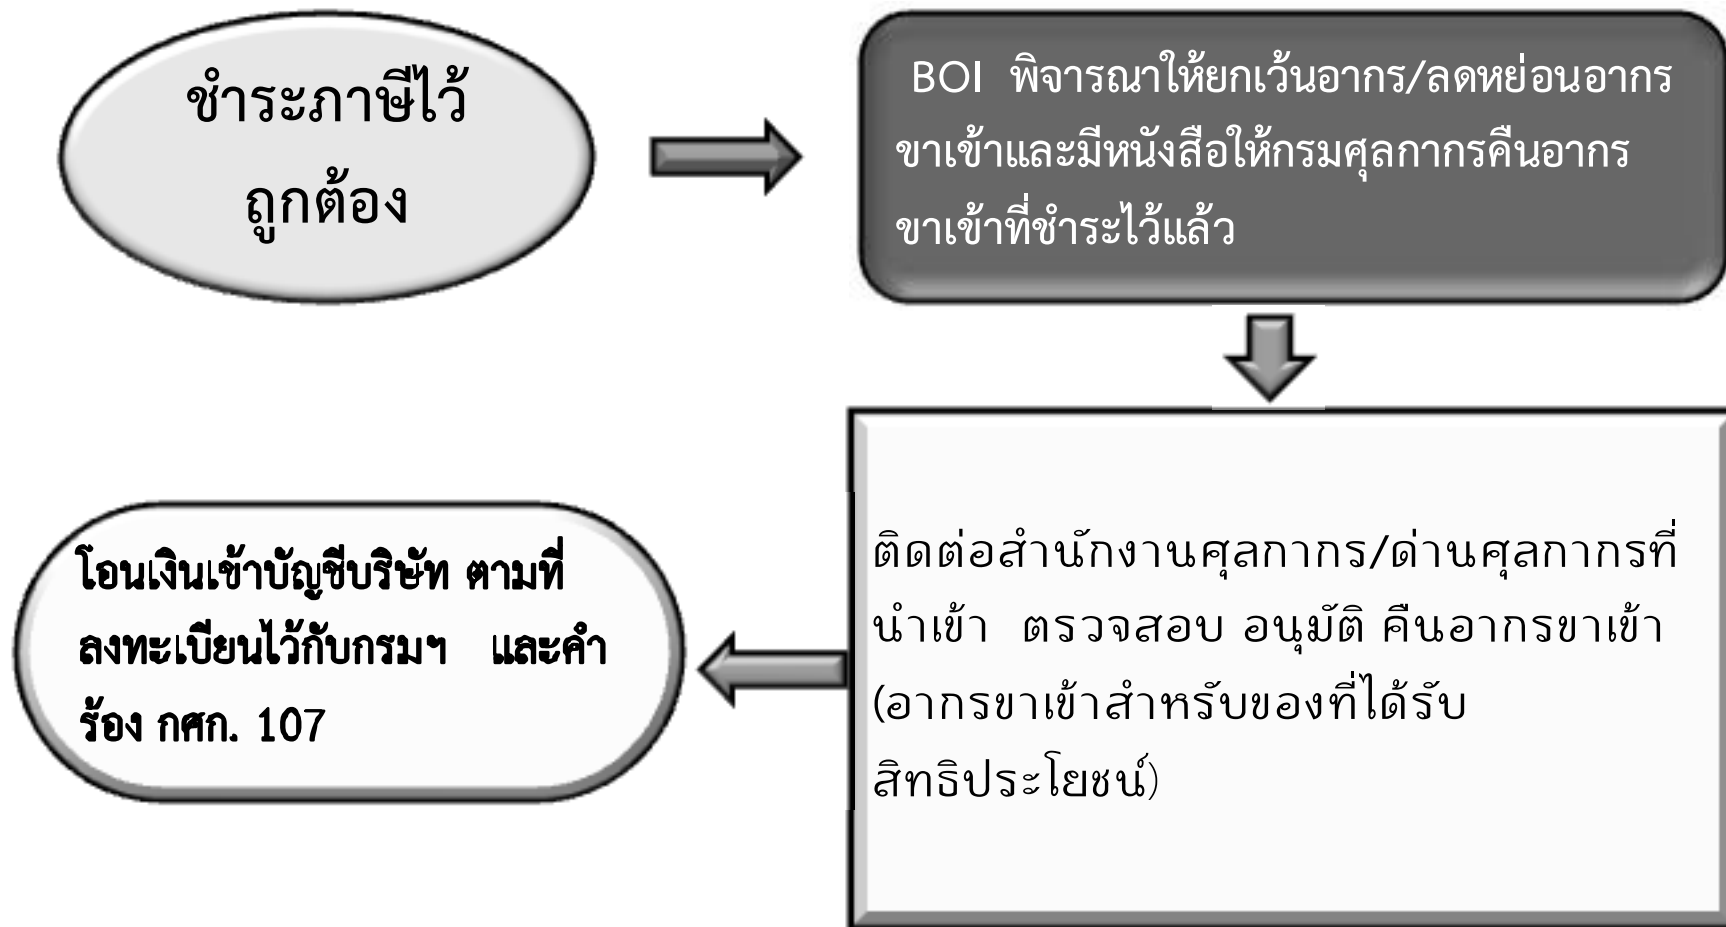 ชำระภาษีไว้
ถูกต้อง
BOI พิจารณาให้ยกเว้นอากร/ลดหย่อนอากร
ขาเข้าและมีหนังสือให้กรมศุลกากรคืนอากร
ขาเข้าที่ชำระไว้แล้ว
ติดต่อสำนักงานศุลกากร/ด่านศุลกากรที่
นำเข้า ตรวจสอบ อนุมัติ คืนอากรขาเข้า
(อากรขาเข้าสำหรับของที่ได้รับ
สิทธิประโยชน์)
โอนเงินเข้าบัญชีบริษัท ตามที่
ลงทะเบียนไว้กับกรมฯ และคำ
ร้อง กศก. 107